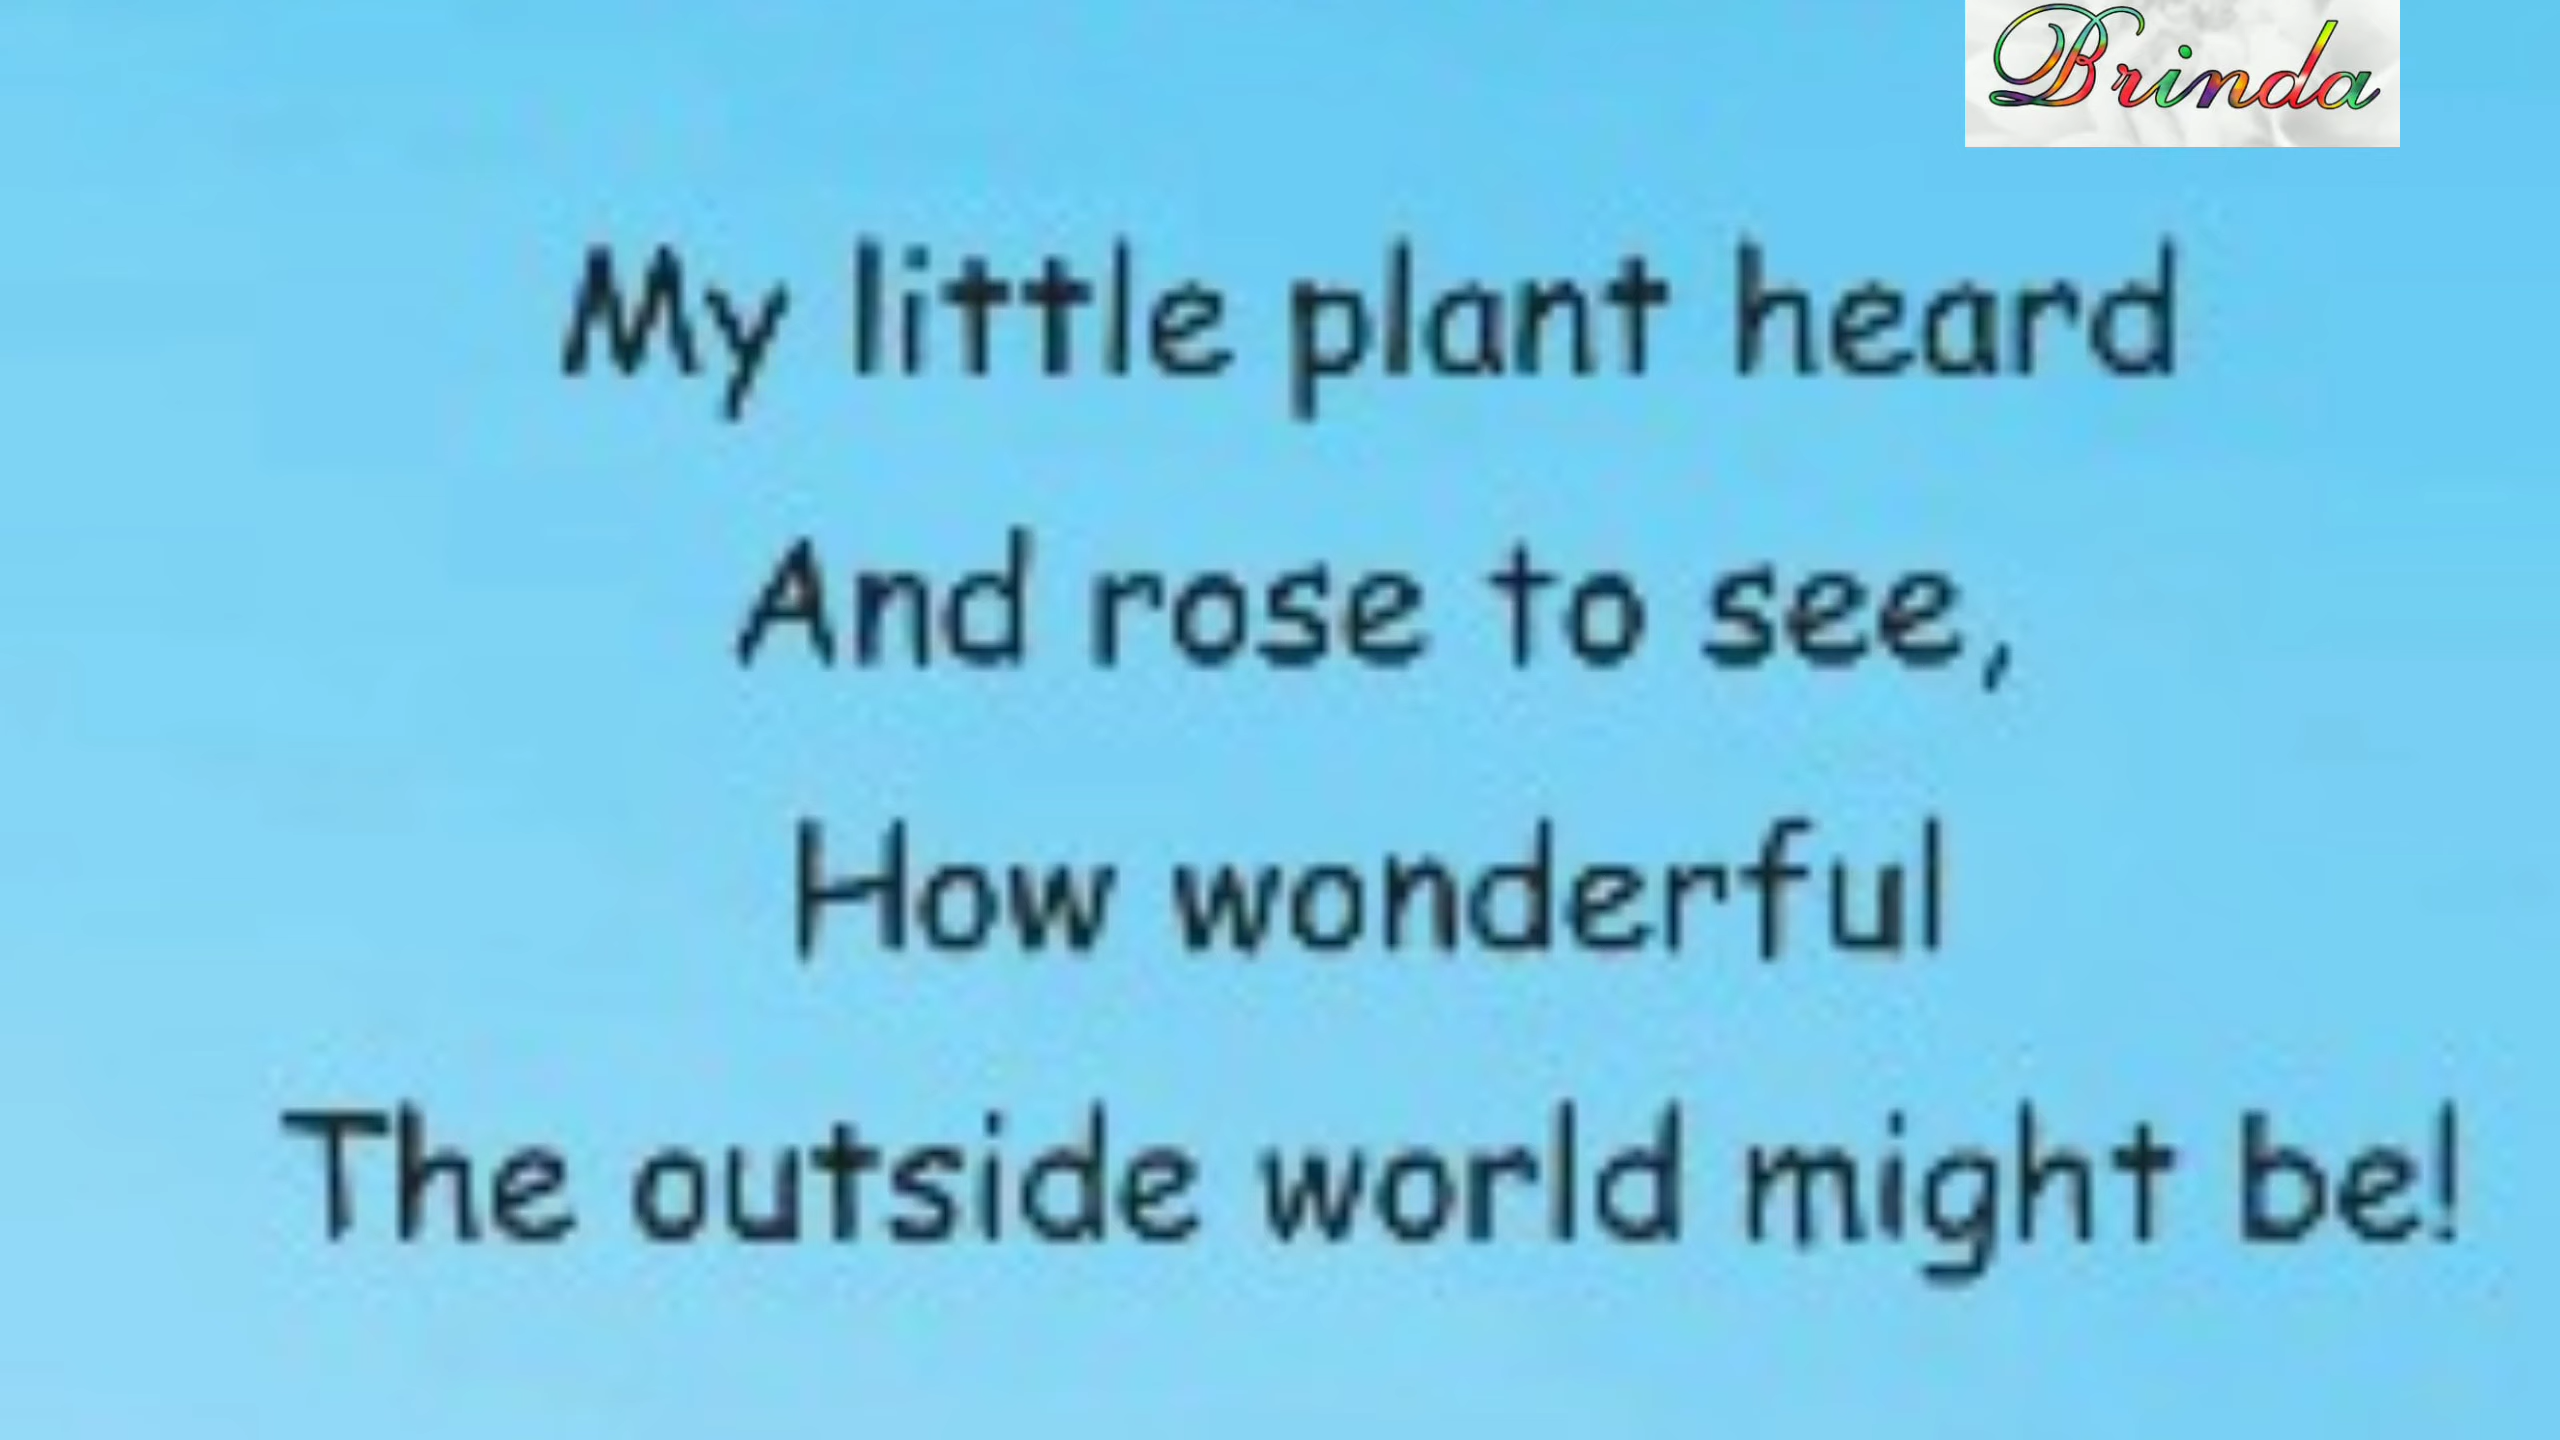 Brinda
My little plant heard
And rose to see,
How wonderful
The outside world might be!